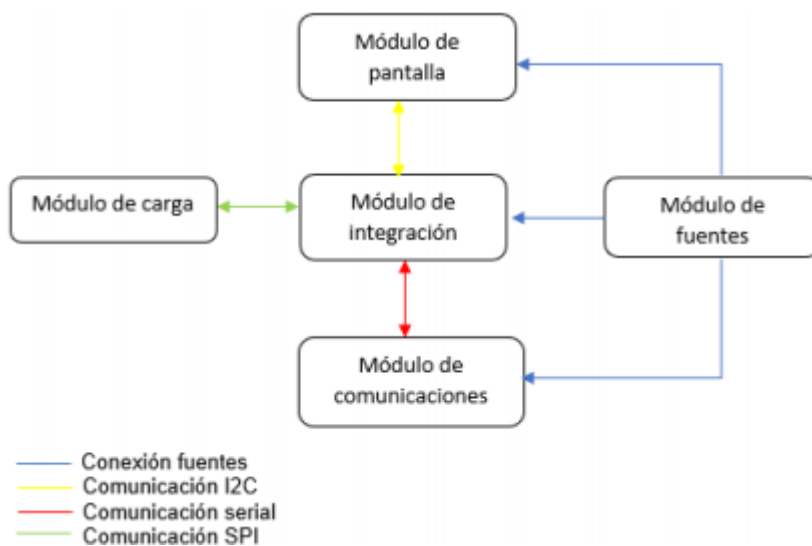 Módulo de
pantalla
Módulo de carga
Módulo de
integración
Módulo de
fuentes
Módulo de
comunicaciones
Conexión fuentes
Comunicación I2C
Comunicación serial
Comunicación SPI